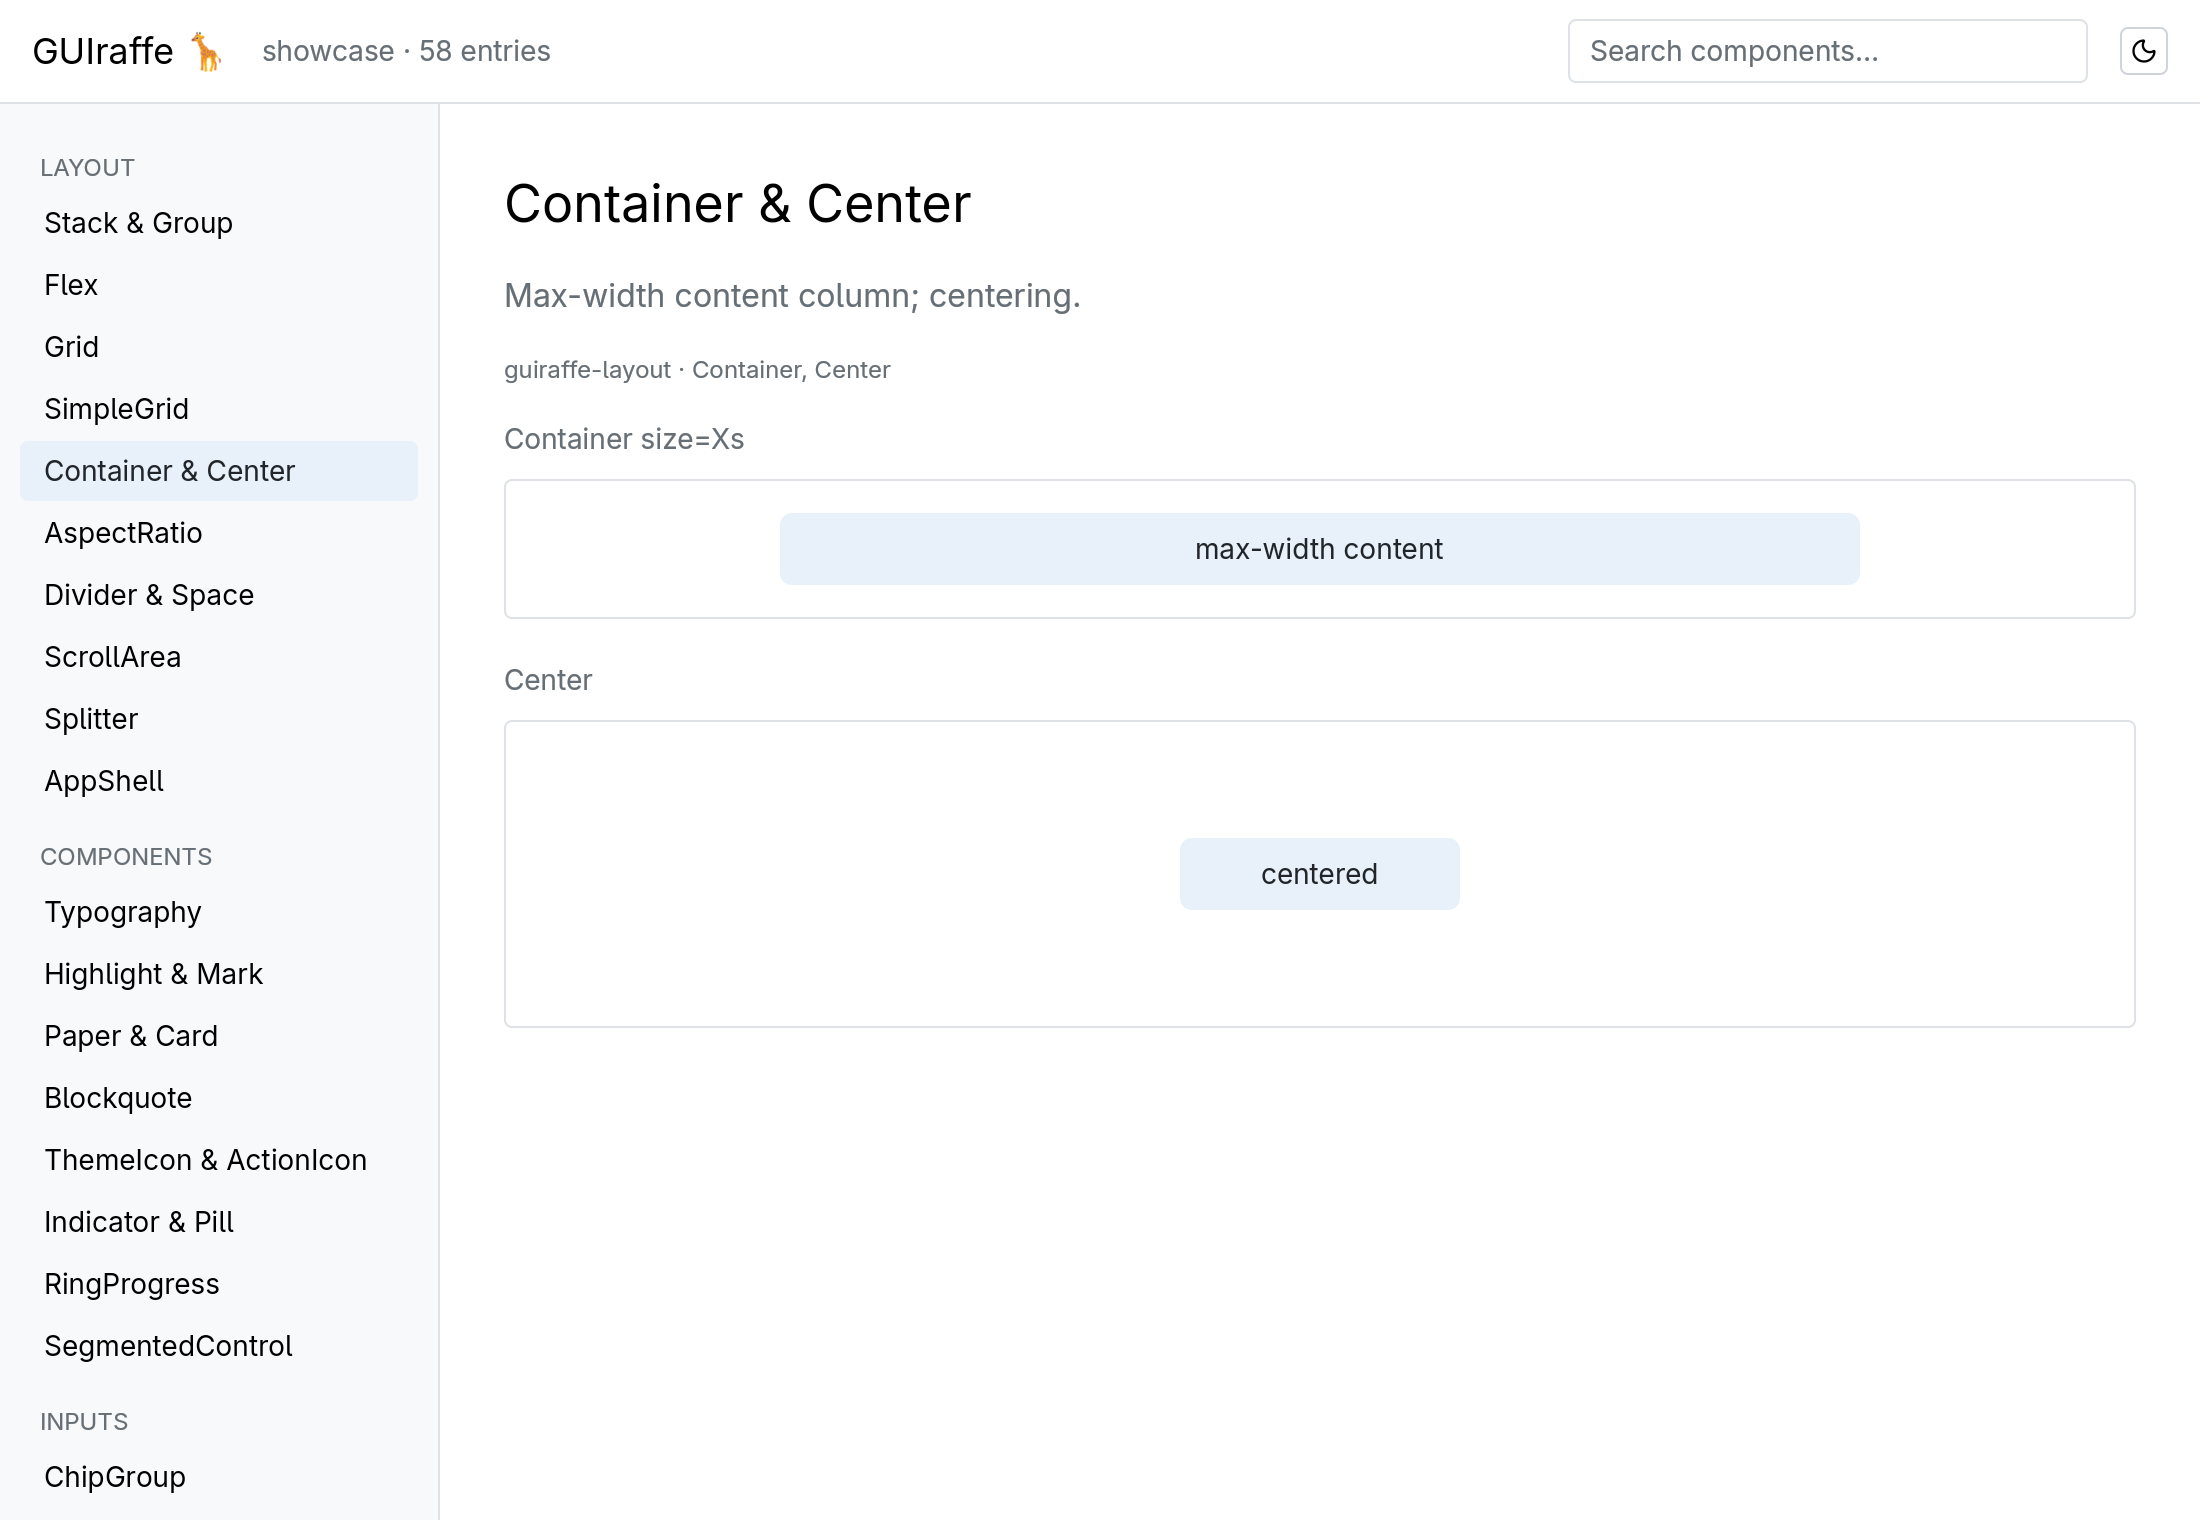 GUIraffe 🦒 showcase · 58 entries Search components...
LAYOUT
Stack & Group
Flex
Grid
SimpleGrid
Container & Center
AspectRatio
Divider & Space
ScrollArea
Splitter
AppShell
COMPONENTS
Typography
Highlight & Mark
Paper & Card
Blockquote
ThemeIcon & ActionIcon
Indicator & Pill
RingProgress
SegmentedControl
INPUTS
ChipGroup
Container & Center
Max-width content column; centering.
guiraffe-layout · Container, Center
Container size=Xs
max-width content
Center
centered